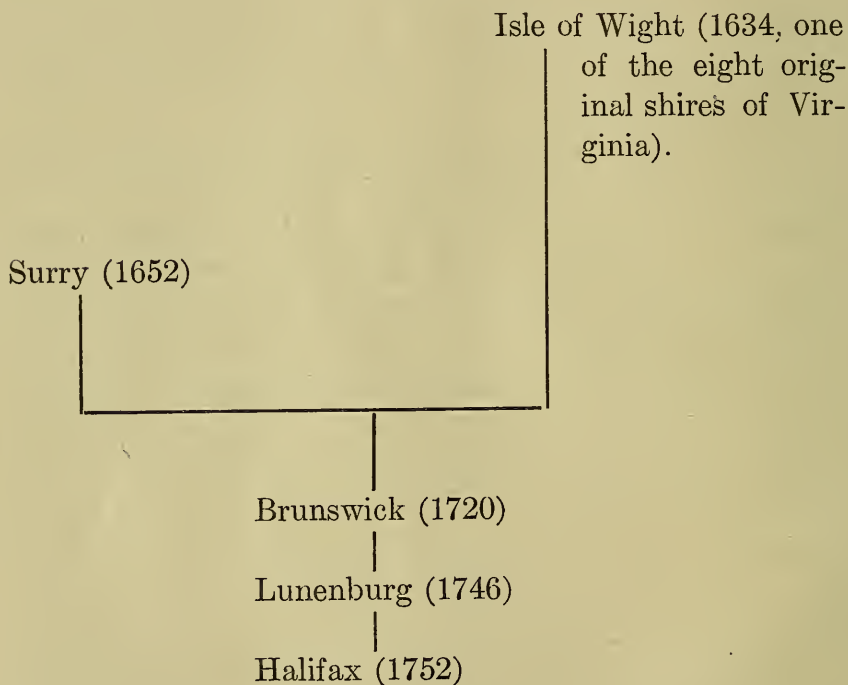 Isle of Wight (1634, one
of the eight orig-
inal shires of Vir-
ginia).
Surry (1652)
Brunswick (1720)
Lunenburg (1746)
Halifax (1752)